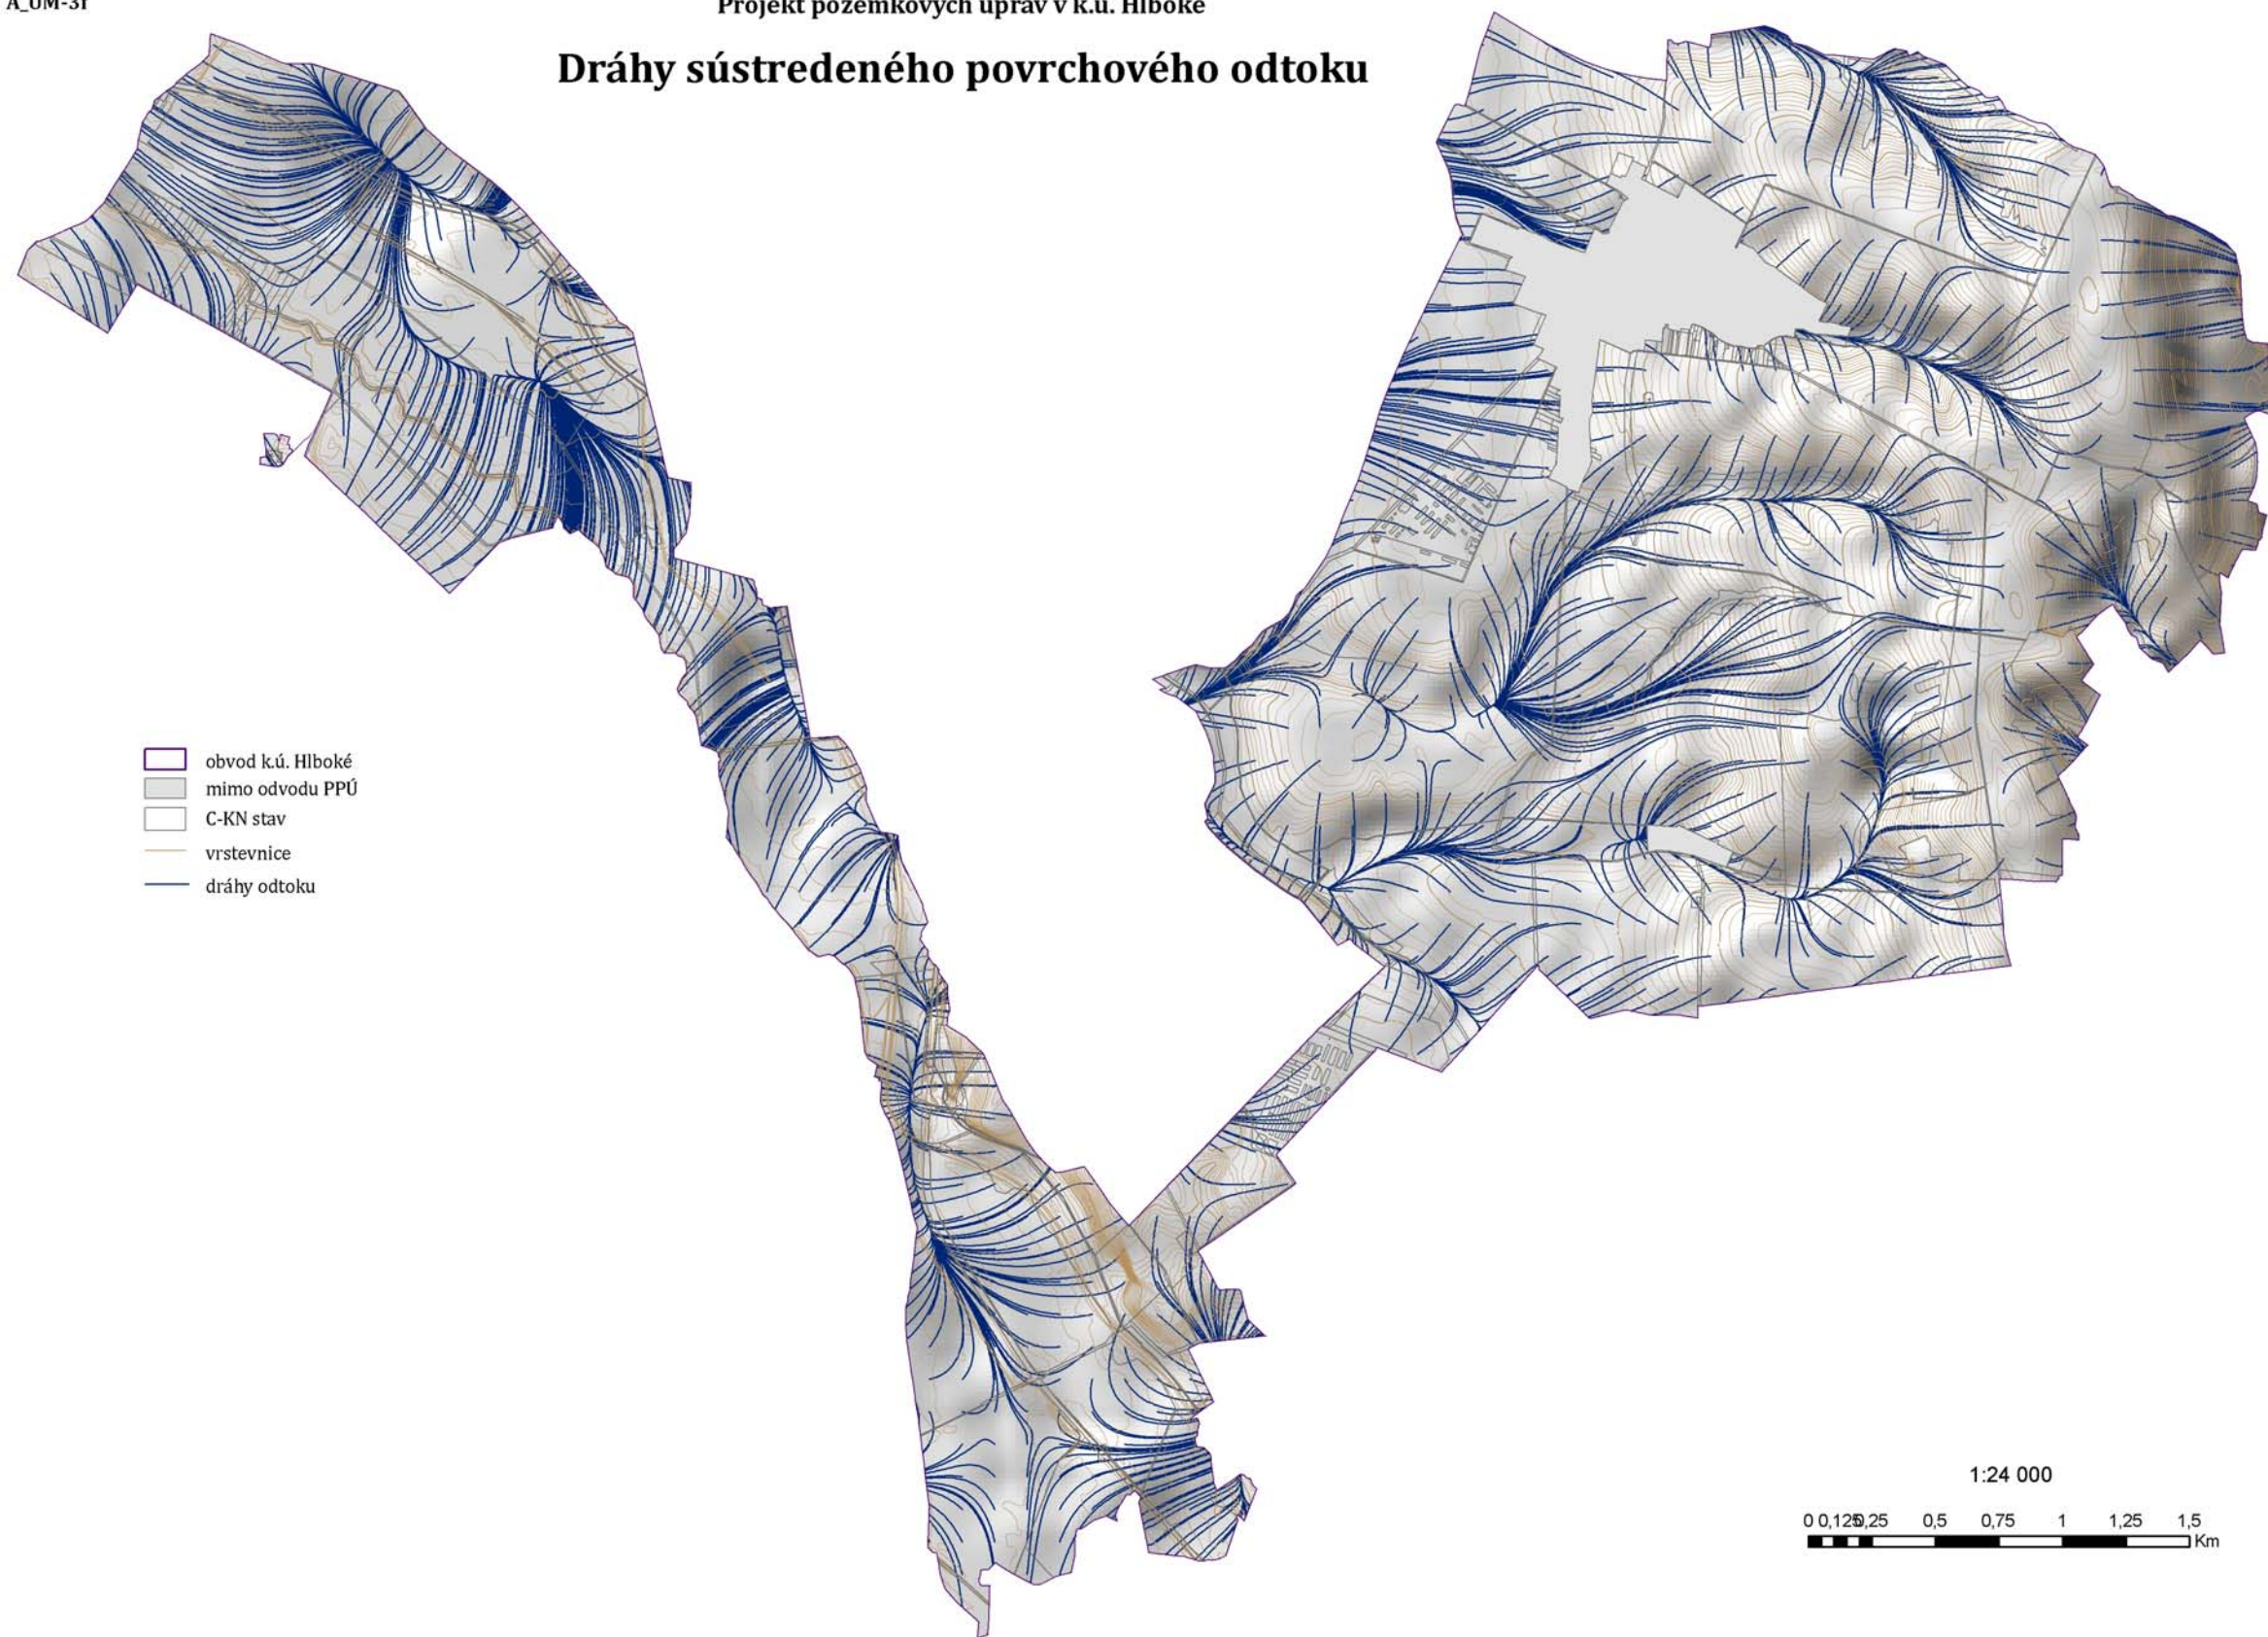 A_UM-3f
Projekt pozemkových úprav v k.ú. Hlboké
Dráhy sústredeného povrchového odtoku
obvod k.ú. Hlboké
mimo odvodu PPÚ
C-KN stav
vrstevnice
dráhy odtoku
1:24 000
0 0,125 0,25 0,5 0,75 1 1,25 1,5
Km